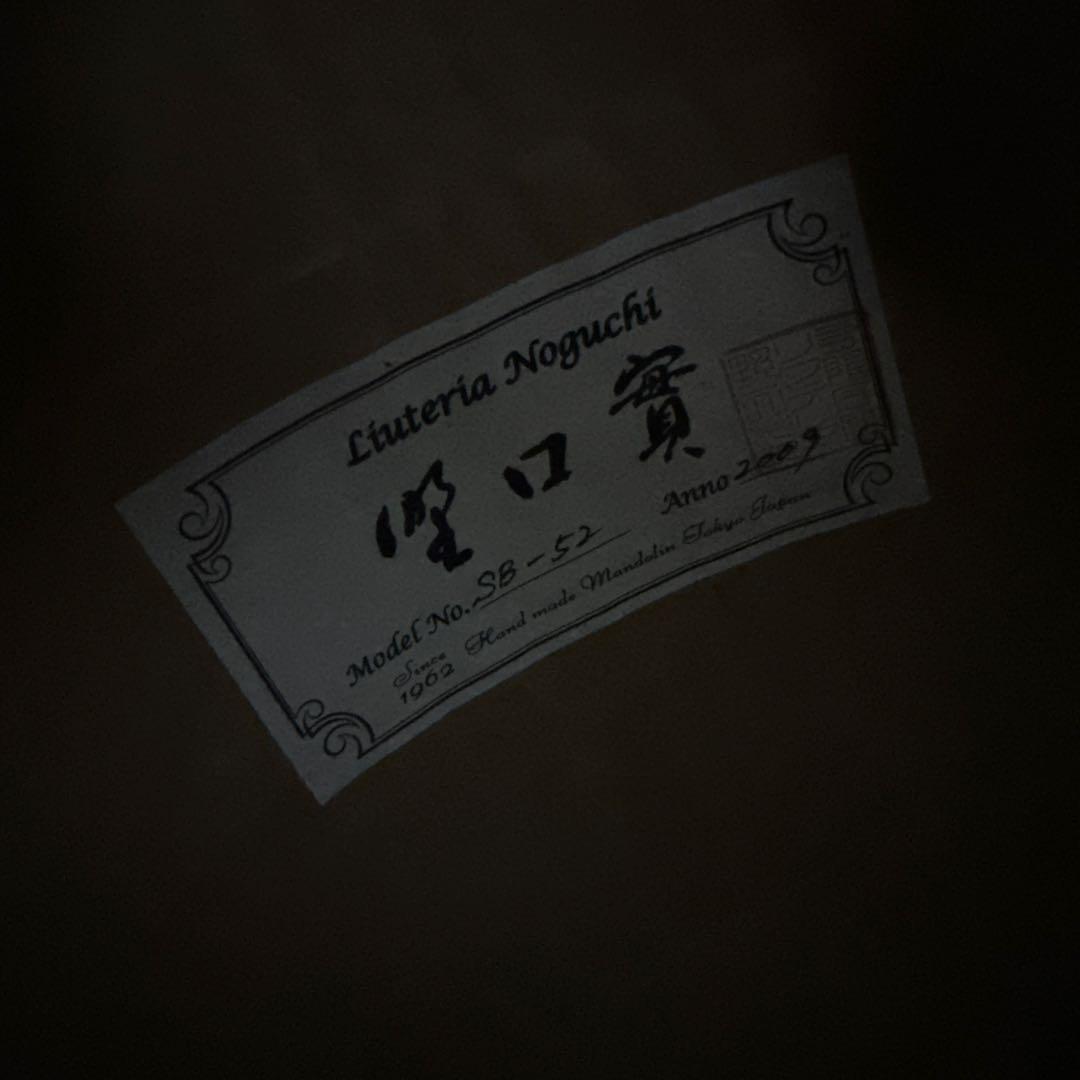 Liuteria Noguchi
野口實
Model No. SB-52 Anno 2009
Since 1962 Hand made Mandolin Tokyo Japan